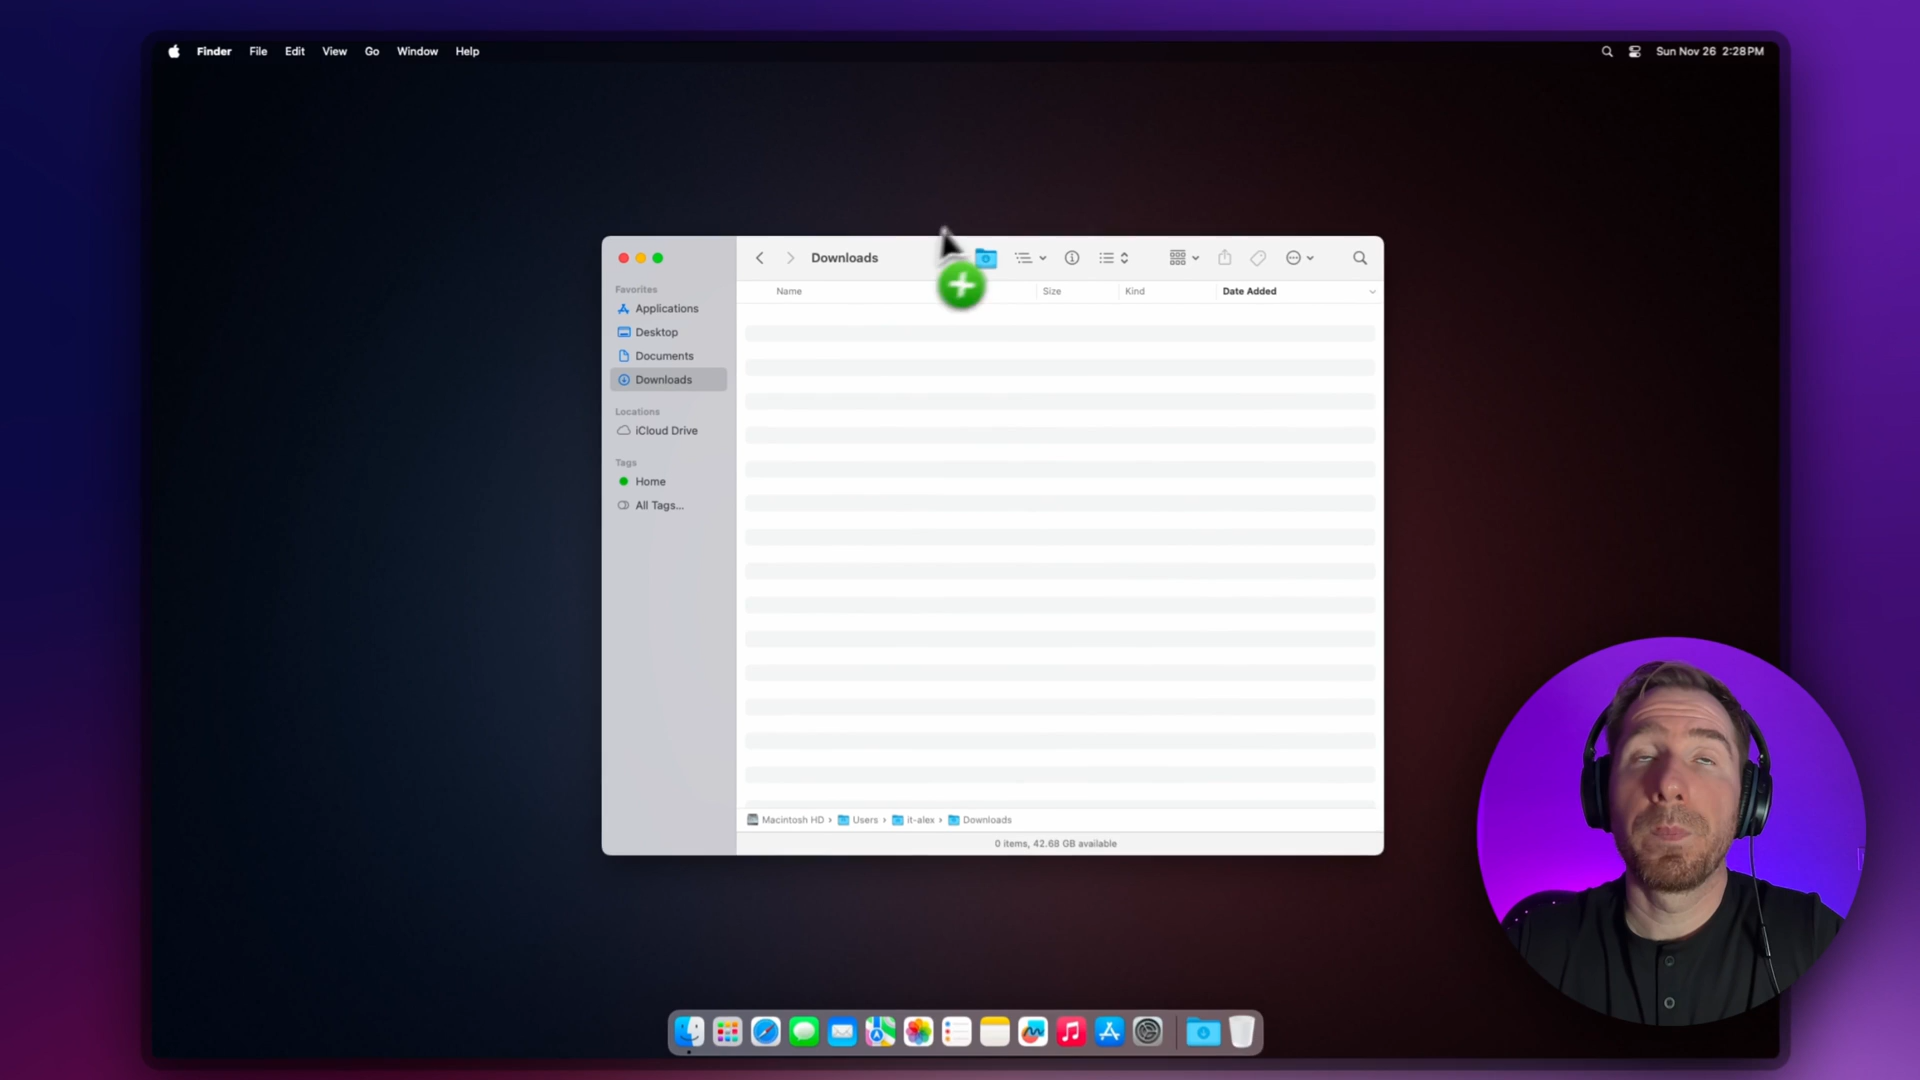 Finder File Edit View Go Window Help
Sun Nov 26 2:28 PM
Downloads
Favorites
Applications
Desktop
Documents
Downloads
Locations
iCloud Drive
Tags
Home
All Tags...
Name Size Kind Date Added
Macintosh HD › Users › it-alex › Downloads
0 items, 42.68 GB available